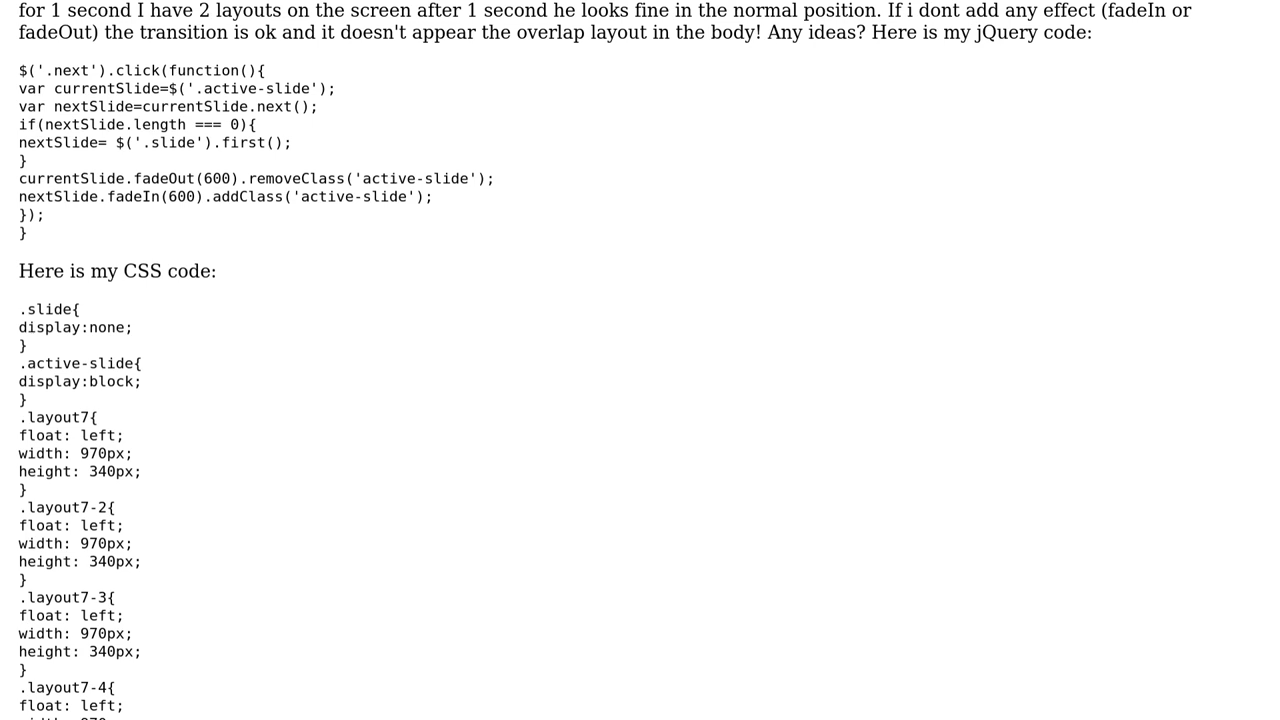 for 1 second I have 2 layouts on the screen after 1 second he looks fine in the normal position. If i dont add any effect (fadeIn or
fadeOut) the transition is ok and it doesn't appear the overlap layout in the body! Any ideas? Here is my jQuery code:
$('.next').click(function(){
var currentSlide=$('.active-slide');
var nextSlide=currentSlide.next();
if(nextSlide.length === 0){
nextSlide= $('.slide').first();
}
currentSlide.fadeOut(600).removeClass('active-slide');
nextSlide.fadeIn(600).addClass('active-slide');
});
}
Here is my CSS code:
.slide{
display:none;
}
.active-slide{
display:block;
}
.layout7{
float: left;
width: 970px;
height: 340px;
}
.layout7-2{
float: left;
width: 970px;
height: 340px;
}
.layout7-3{
float: left;
width: 970px;
height: 340px;
}
.layout7-4{
float: left;